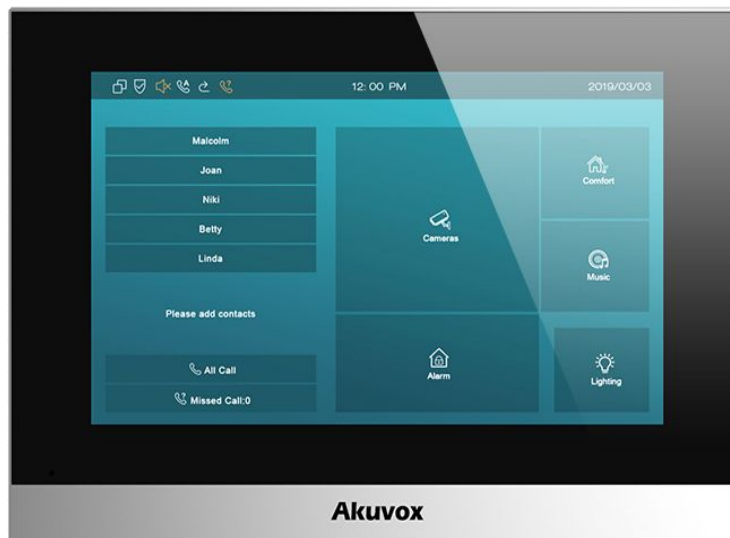 12:00 PM
2019/03/03
Malcolm
Joan
Niki
Betty
Linda
Please add contacts
All Call
Missed Call:0
Cameras
Alarm
Comfort
Music
Lighting
Akuvox